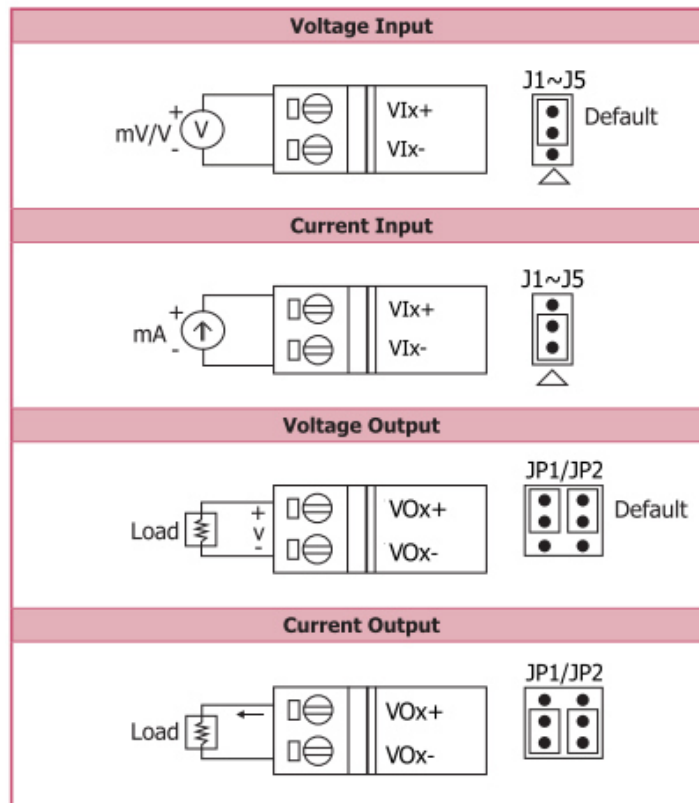 Voltage Input
J1~J5
+
mV/V V
-
VIx+
VIx-
Default
Current Input
J1~J5
+
mA
-
VIx+
VIx-
Voltage Output
JP1/JP2
Load
+
v
-
VOx+
VOx-
Default
Current Output
JP1/JP2
Load
VOx+
VOx-